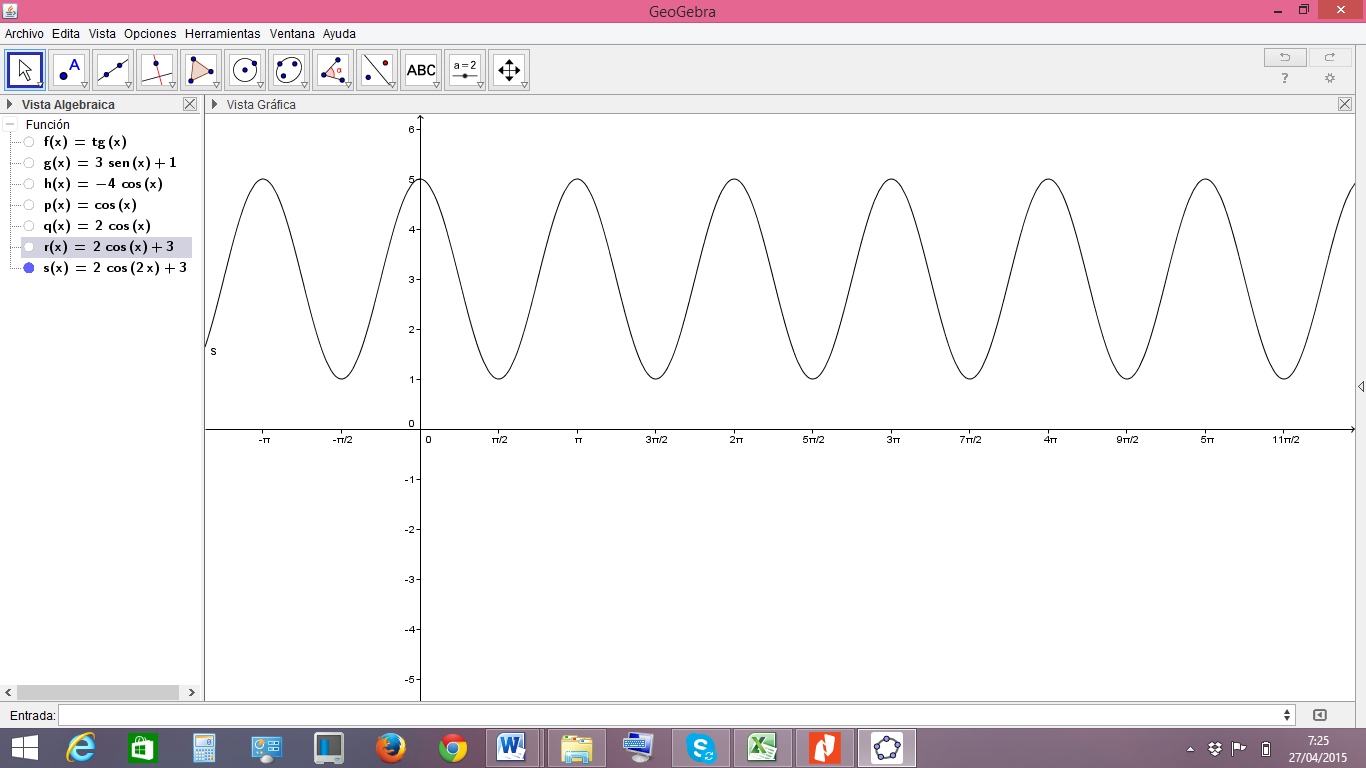 GeoGebra
Archivo Edita Vista Opciones Herramientas Ventana Ayuda
A
α
ABC
a = 2
?
Vista Algebraica
Vista Gráfica
Función
f(x) = tg (x)
g(x) = 3 sen (x) + 1
h(x) = −4 cos (x)
p(x) = cos (x)
q(x) = 2 cos (x)
r(x) = 2 cos (x) + 3
s(x) = 2 cos (2 x) + 3
6
5
4
3
2
1
0
-π -π/2 0 π/2 π 3π/2 2π 5π/2 3π 7π/2 4π 9π/2 5π 11π/2
-1
-2
-3
-4
-5
s
Entrada:
7:25
27/04/2015